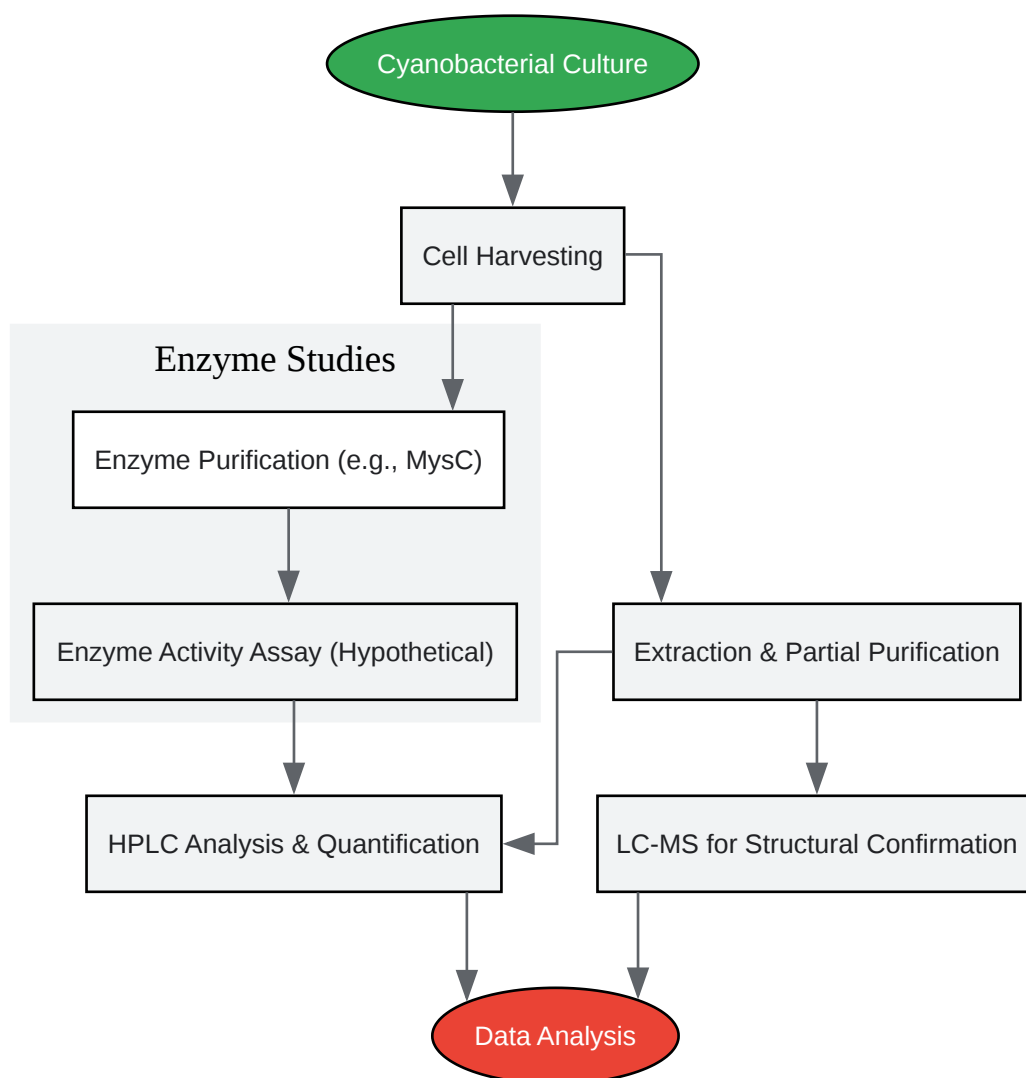 Cyanobacterial Culture
Cell Harvesting
Enzyme Studies
Enzyme Purification (e.g., MysC)
Enzyme Activity Assay (Hypothetical)
Extraction & Partial Purification
HPLC Analysis & Quantification
LC-MS for Structural Confirmation
Data Analysis